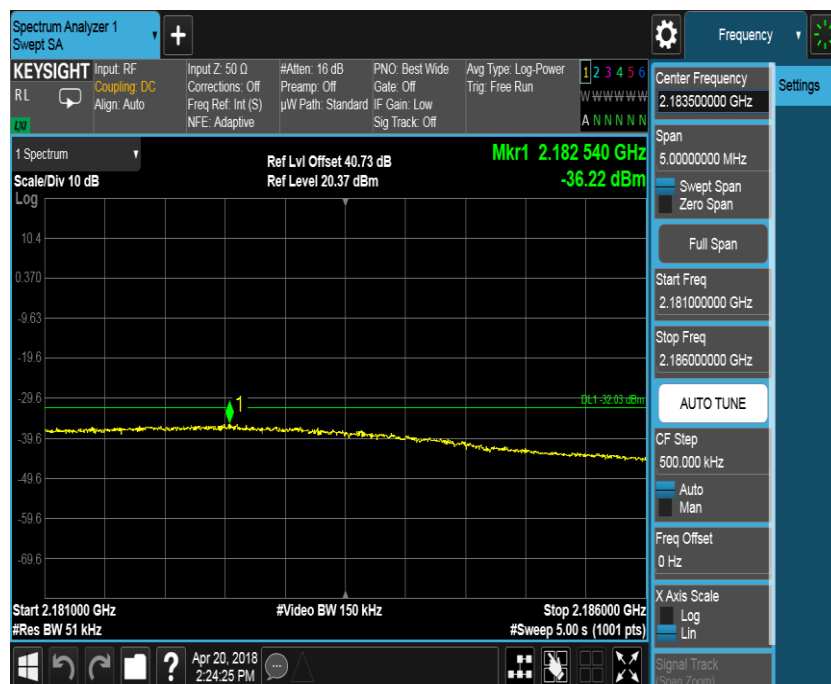 Spectrum Analyzer 1
Swept SA
+
Frequency
KEYSIGHT
RL
LXI
Input: RF
Coupling: DC
Align: Auto
Input Z: 50 Ω
Corrections: Off
Freq Ref: Int (S)
NFE: Adaptive
#Atten: 16 dB
Preamp: Off
µW Path: Standard
PNO: Best Wide
Gate: Off
IF Gain: Low
Sig Track: Off
Avg Type: Log-Power
Trig: Free Run
1 2 3 4 5 6
W W W W W W
A N N N N N
1 Spectrum
Scale/Div 10 dB
Ref Lvl Offset 40.73 dB
Ref Level 20.37 dBm
Mkr1 2.182 540 GHz
-36.22 dBm
Log
10.4
0.370
-9.63
-19.6
-29.6
-39.6
-49.6
-59.6
-69.6
1
DL1 -32.03 dBm
Start 2.181000 GHz
#Res BW 51 kHz
#Video BW 150 kHz
Stop 2.186000 GHz
#Sweep 5.00 s (1001 pts)
?
Apr 20, 2018
2:24:25 PM
Center Frequency
2.183500000 GHz
Span
5.00000000 MHz
Swept Span
Zero Span
Full Span
Start Freq
2.181000000 GHz
Stop Freq
2.186000000 GHz
AUTO TUNE
CF Step
500.000 kHz
Auto
Man
Freq Offset
0 Hz
X Axis Scale
Log
Lin
Signal Track
(Span Zoom)
Settings